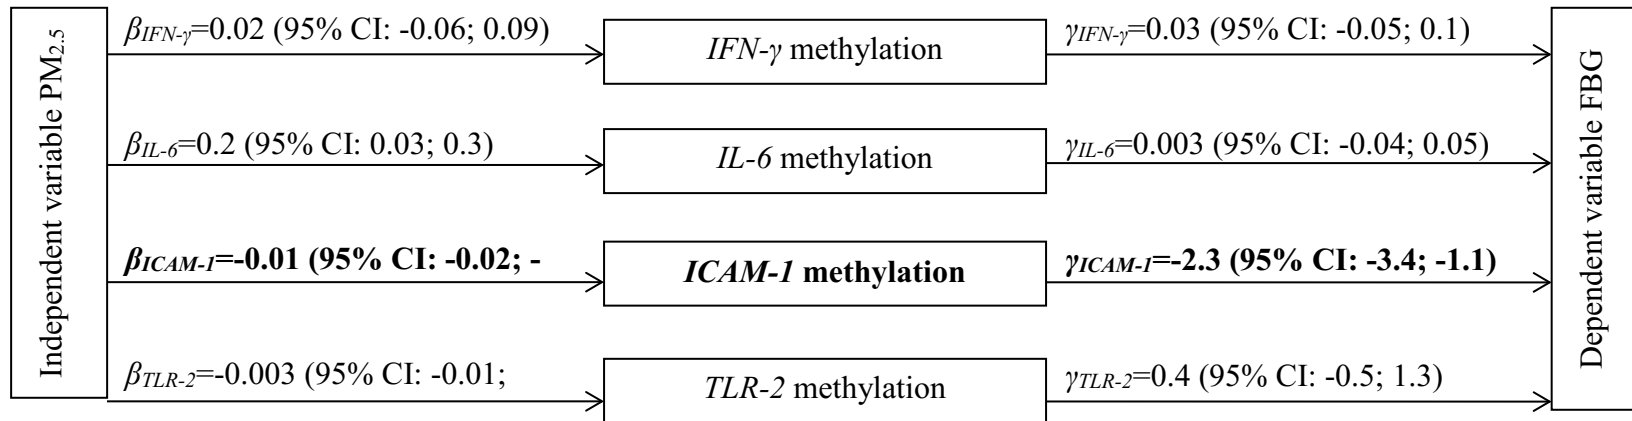 Independent variable PM2.5
βIFN-γ=0.02 (95% CI: -0.06; 0.09)
IFN-γ methylation
γIFN-γ=0.03 (95% CI: -0.05; 0.1)
βIL-6=0.2 (95% CI: 0.03; 0.3)
IL-6 methylation
γIL-6=0.003 (95% CI: -0.04; 0.05)
βICAM-1=-0.01 (95% CI: -0.02; -
ICAM-1 methylation
γICAM-1=-2.3 (95% CI: -3.4; -1.1)
βTLR-2=-0.003 (95% CI: -0.01;
TLR-2 methylation
γTLR-2=0.4 (95% CI: -0.5; 1.3)
Dependent variable FBG